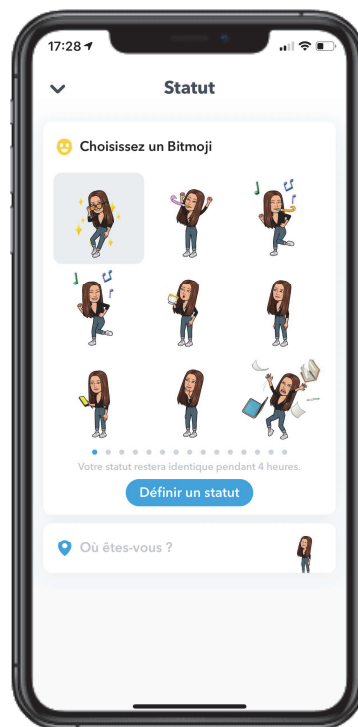 17:28
Statut
Choisissez un Bitmoji
Votre statut restera identique pendant 4 heures.
Définir un statut
Où êtes-vous ?